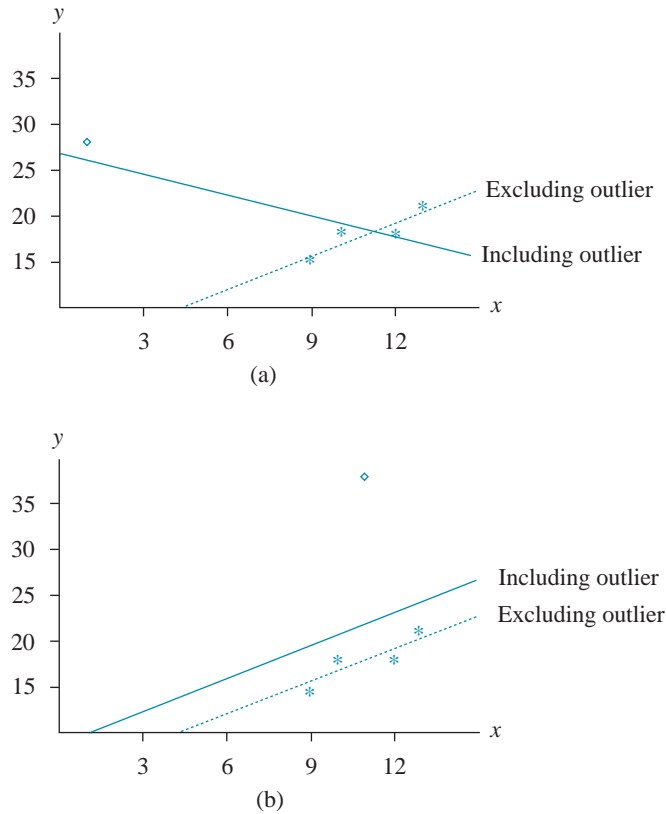 y
35
30
25
20
15
Excluding outlier
Including outlier
x
3 6 9 12
(a)
y
35
30
25
20
15
Including outlier
Excluding outlier
x
3 6 9 12
(b)